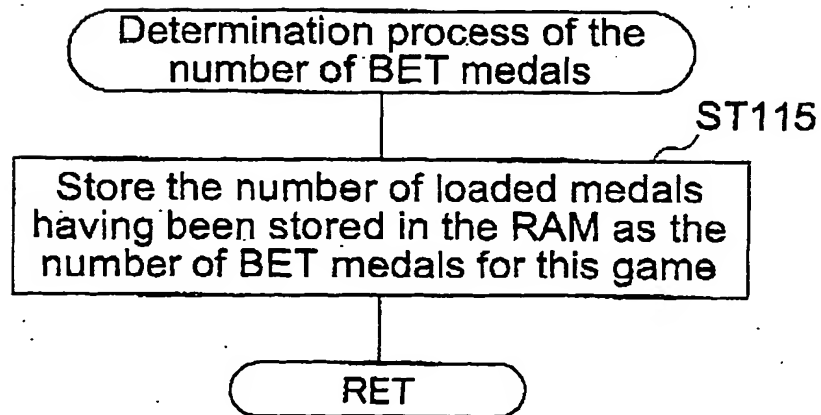 Determination process of the
number of BET medals
ST115
Store the number of loaded medals
having been stored in the RAM as the
number of BET medals for this game
RET